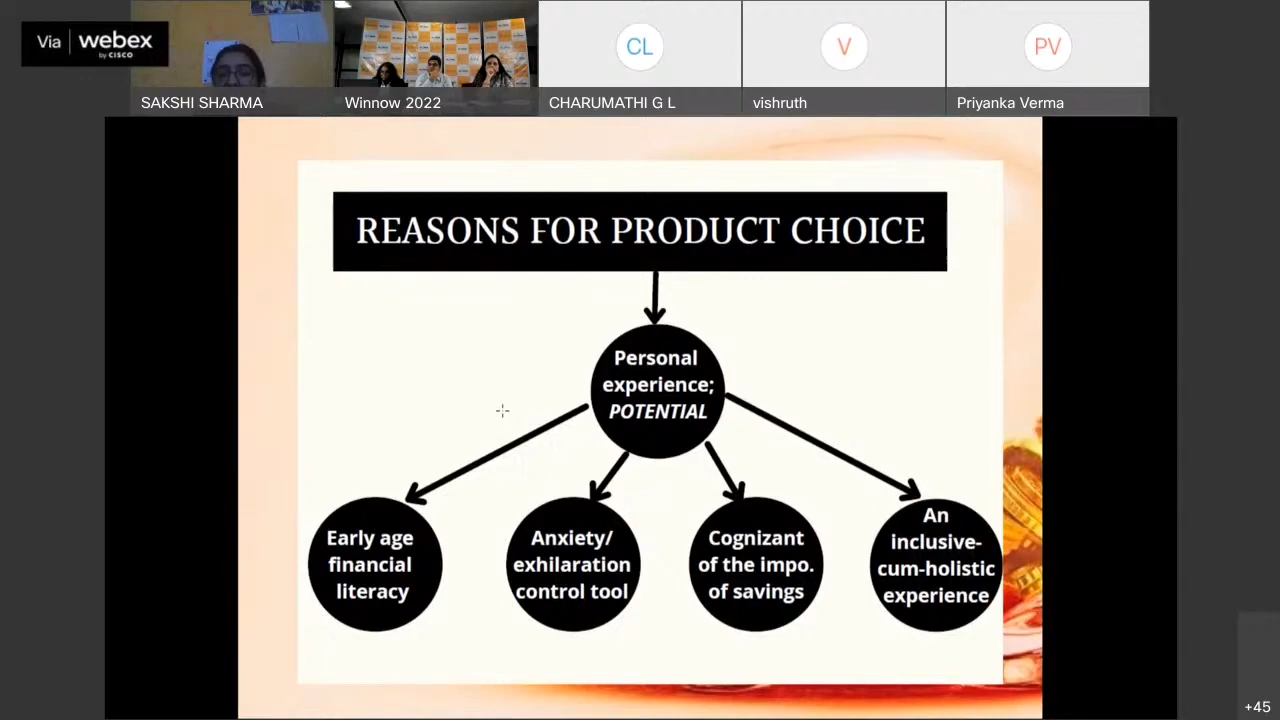 Via webex
by CISCO
CL
V
PV
SAKSHI SHARMA
Winnow 2022
CHARUMATHI G L
vishruth
Priyanka Verma
REASONS FOR PRODUCT CHOICE
Personal
experience;
POTENTIAL
Early age
financial
literacy
Anxiety/
exhilaration
control tool
Cognizant
of the impo.
of savings
An
inclusive-
cum-holistic
experience
+45